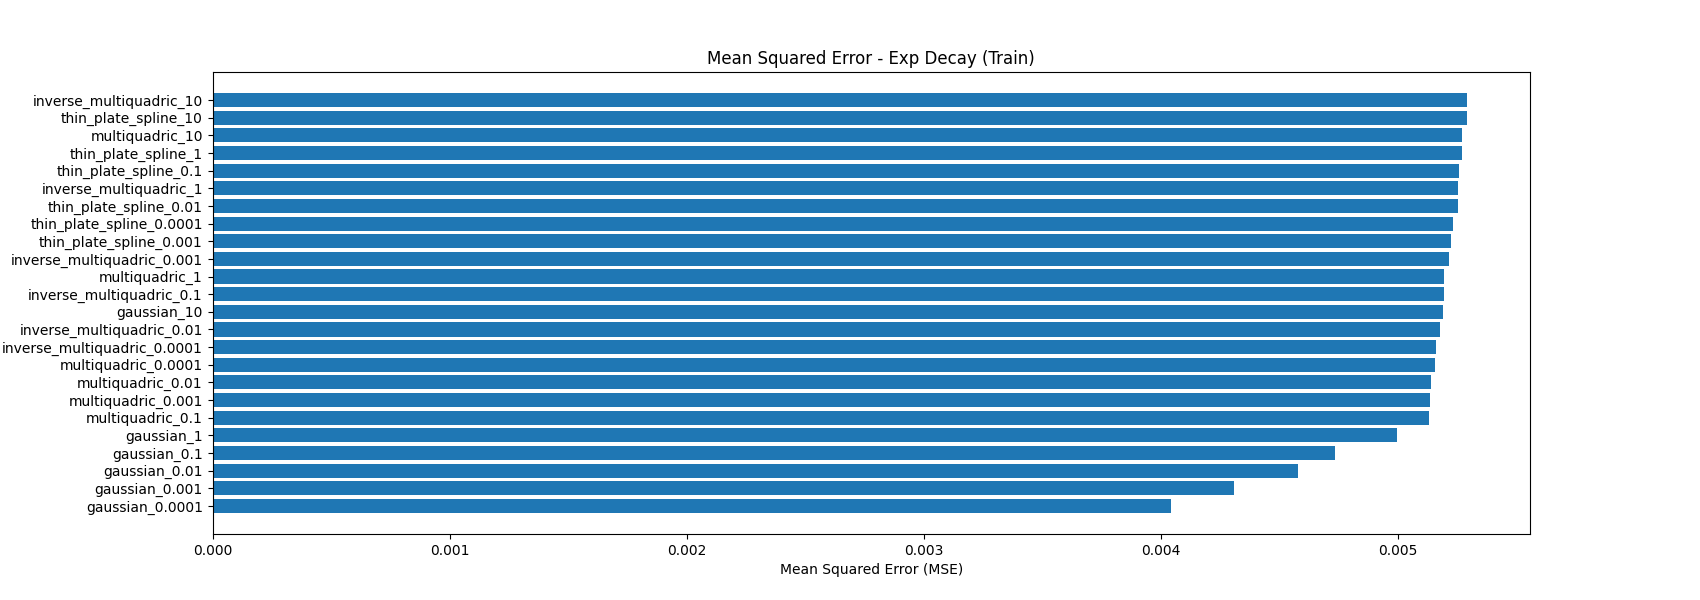 Mean Squared Error - Exp Decay (Train)
inverse_multiquadric_10
thin_plate_spline_10
multiquadric_10
thin_plate_spline_1
thin_plate_spline_0.1
inverse_multiquadric_1
thin_plate_spline_0.01
thin_plate_spline_0.0001
thin_plate_spline_0.001
inverse_multiquadric_0.001
multiquadric_1
inverse_multiquadric_0.1
gaussian_10
inverse_multiquadric_0.01
inverse_multiquadric_0.0001
multiquadric_0.0001
multiquadric_0.01
multiquadric_0.001
multiquadric_0.1
gaussian_1
gaussian_0.1
gaussian_0.01
gaussian_0.001
gaussian_0.0001
0.000 0.001 0.002 0.003 0.004 0.005
Mean Squared Error (MSE)